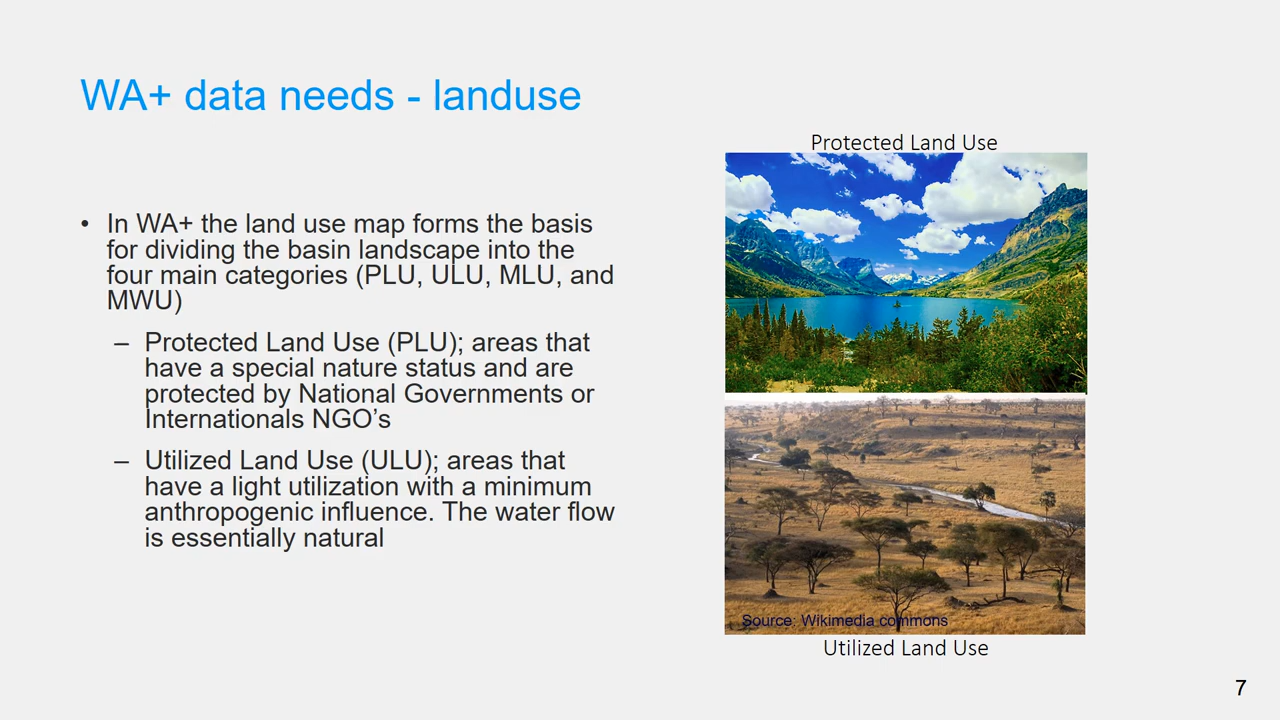 WA+ data needs - landuse
• In WA+ the land use map forms the basis
for dividing the basin landscape into the
four main categories (PLU, ULU, MLU, and
MWU)
– Protected Land Use (PLU); areas that
have a special nature status and are
protected by National Governments or
Internationals NGO’s
– Utilized Land Use (ULU); areas that
have a light utilization with a minimum
anthropogenic influence. The water flow
is essentially natural
Protected Land Use
Source: Wikimedia commons
Utilized Land Use
7